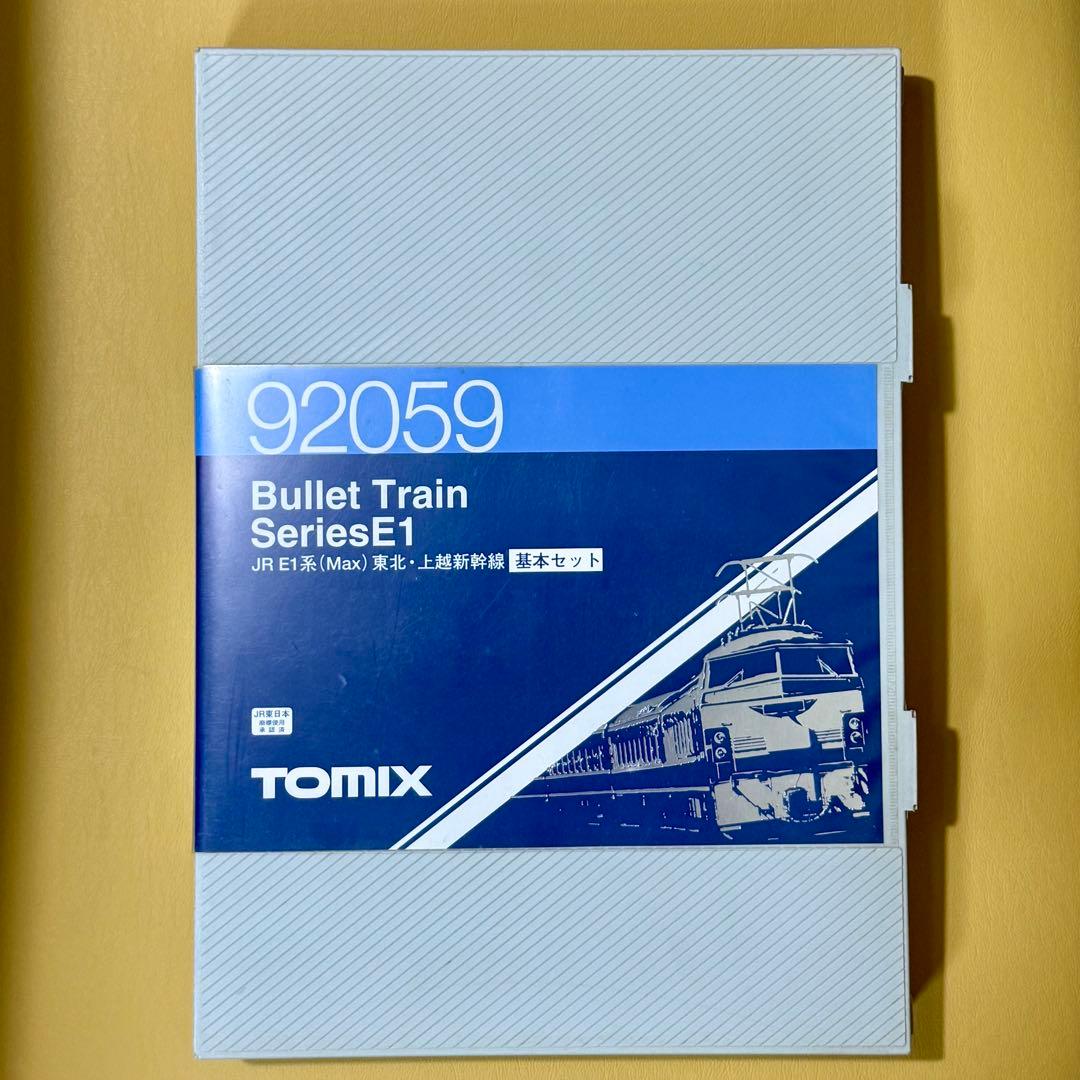 92059
Bullet Train
SeriesE1
JR E1系(Max)東北・上越新幹線 基本セット
JR東日本
商標使用
承認済
TOMIX